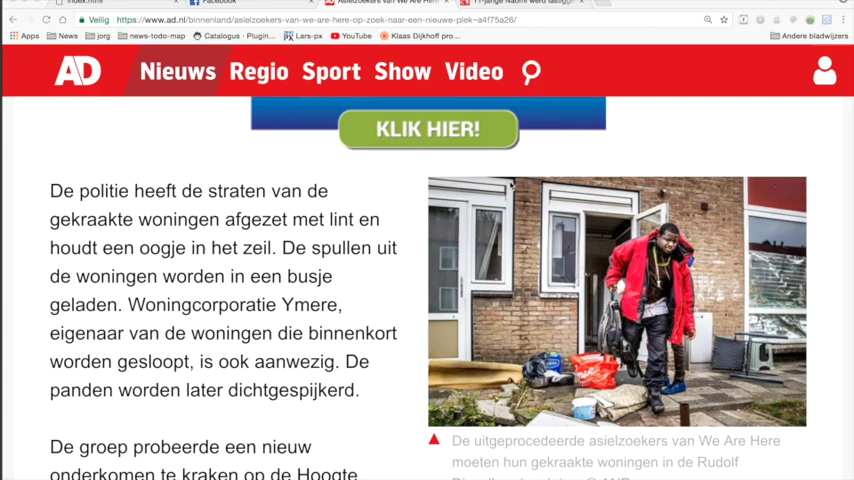 Facebook
Asielzoekers van We Are Here
Veilig https://www.ad.nl/binnenland/asielzoekers-van-we-are-here-op-zoek-naar-een-nieuwe-plek~a4f75a26/
Apps News jorg news-todo-map Catalogus - Plugin... Lars-px YouTube Klaas Dijkhoff pro... Andere bladwijzers
AD Nieuws Regio Sport Show Video
KLIK HIER!
De politie heeft de straten van de
gekraakte woningen afgezet met lint en
houdt een oogje in het zeil. De spullen uit
de woningen worden in een busje
geladen. Woningcorporatie Ymere,
eigenaar van de woningen die binnenkort
worden gesloopt, is ook aanwezig. De
panden worden later dichtgespijkerd.
De groep probeerde een nieuw
onderkomen te kraken op de Hoogte
De uitgeprocedeerde asielzoekers van We Are Here
moeten hun gekraakte woningen in de Rudolf